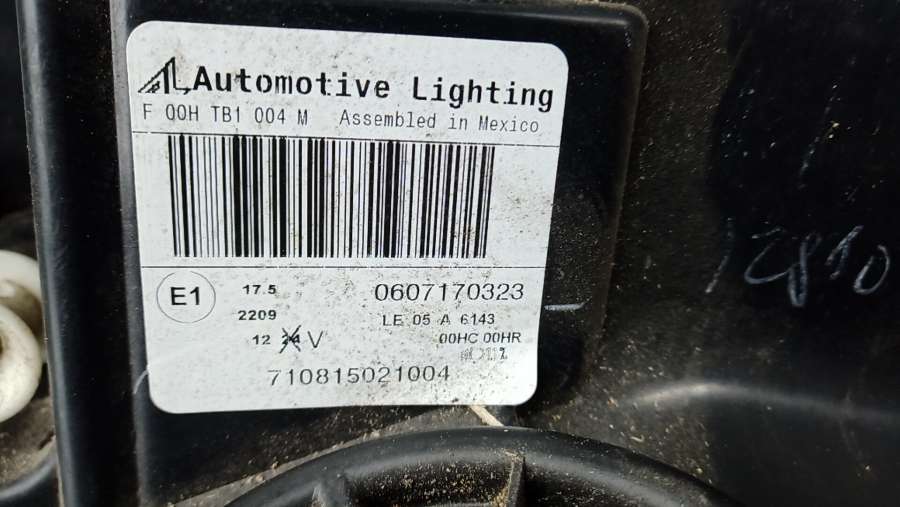 AL Automotive Lighting
F 00H TB1 004 M Assembled in Mexico
E1 17.5 0607170323
2209 LE 05 A 6143
12 24 V 00HC 00HR
710815021004